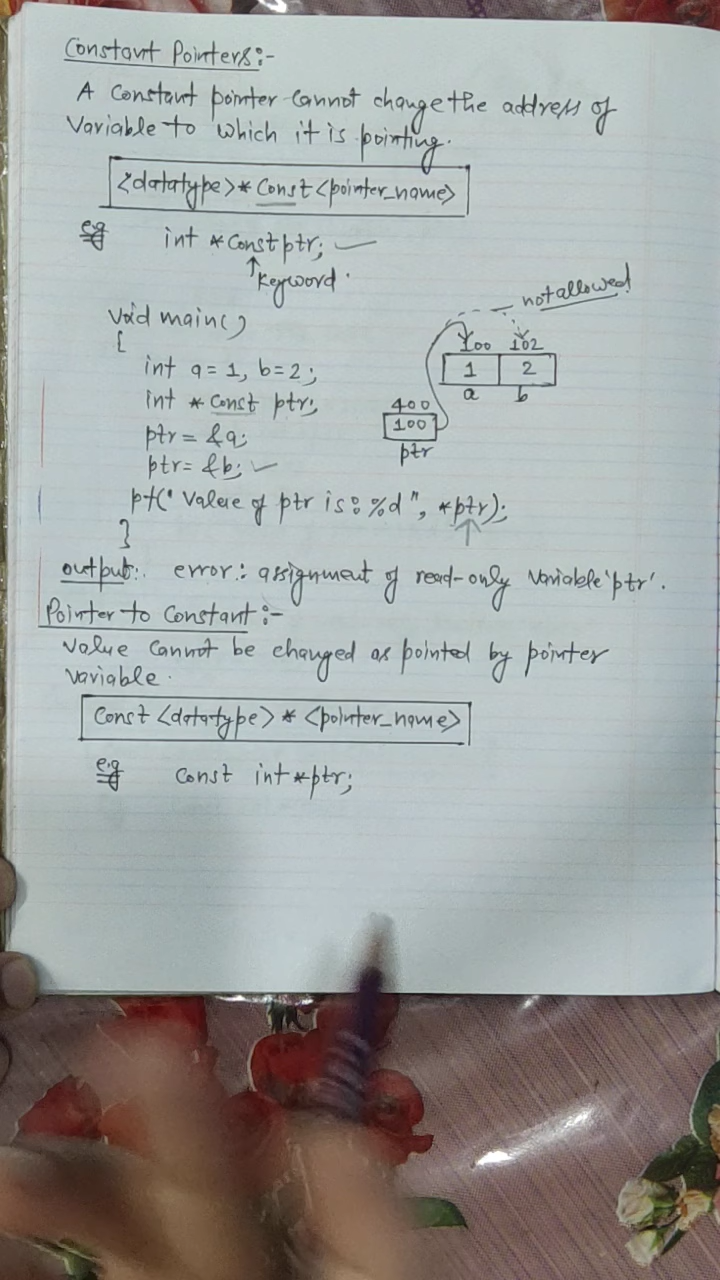 Constant Pointers:-
A Constant pointer cannot change the address of
Variable to which it is pointing.
<datatype>* Const <pointer_name>
eg int *Const ptr;
↑keyword.
void main()
{
int a=1, b=2;
int * Const ptr;
ptr = &a;
ptr = &b;
pf(" Value of ptr is: %d", *ptr);
}
not allowed
100 102
1 2
a b
400
100
ptr
output:. error: assignment of read-only variable 'ptr'.
Pointer to Constant:-
Value Cannot be changed as pointed by pointer
Variable.
Const <datatype> * <pointer_name>
e.g Const int *ptr;